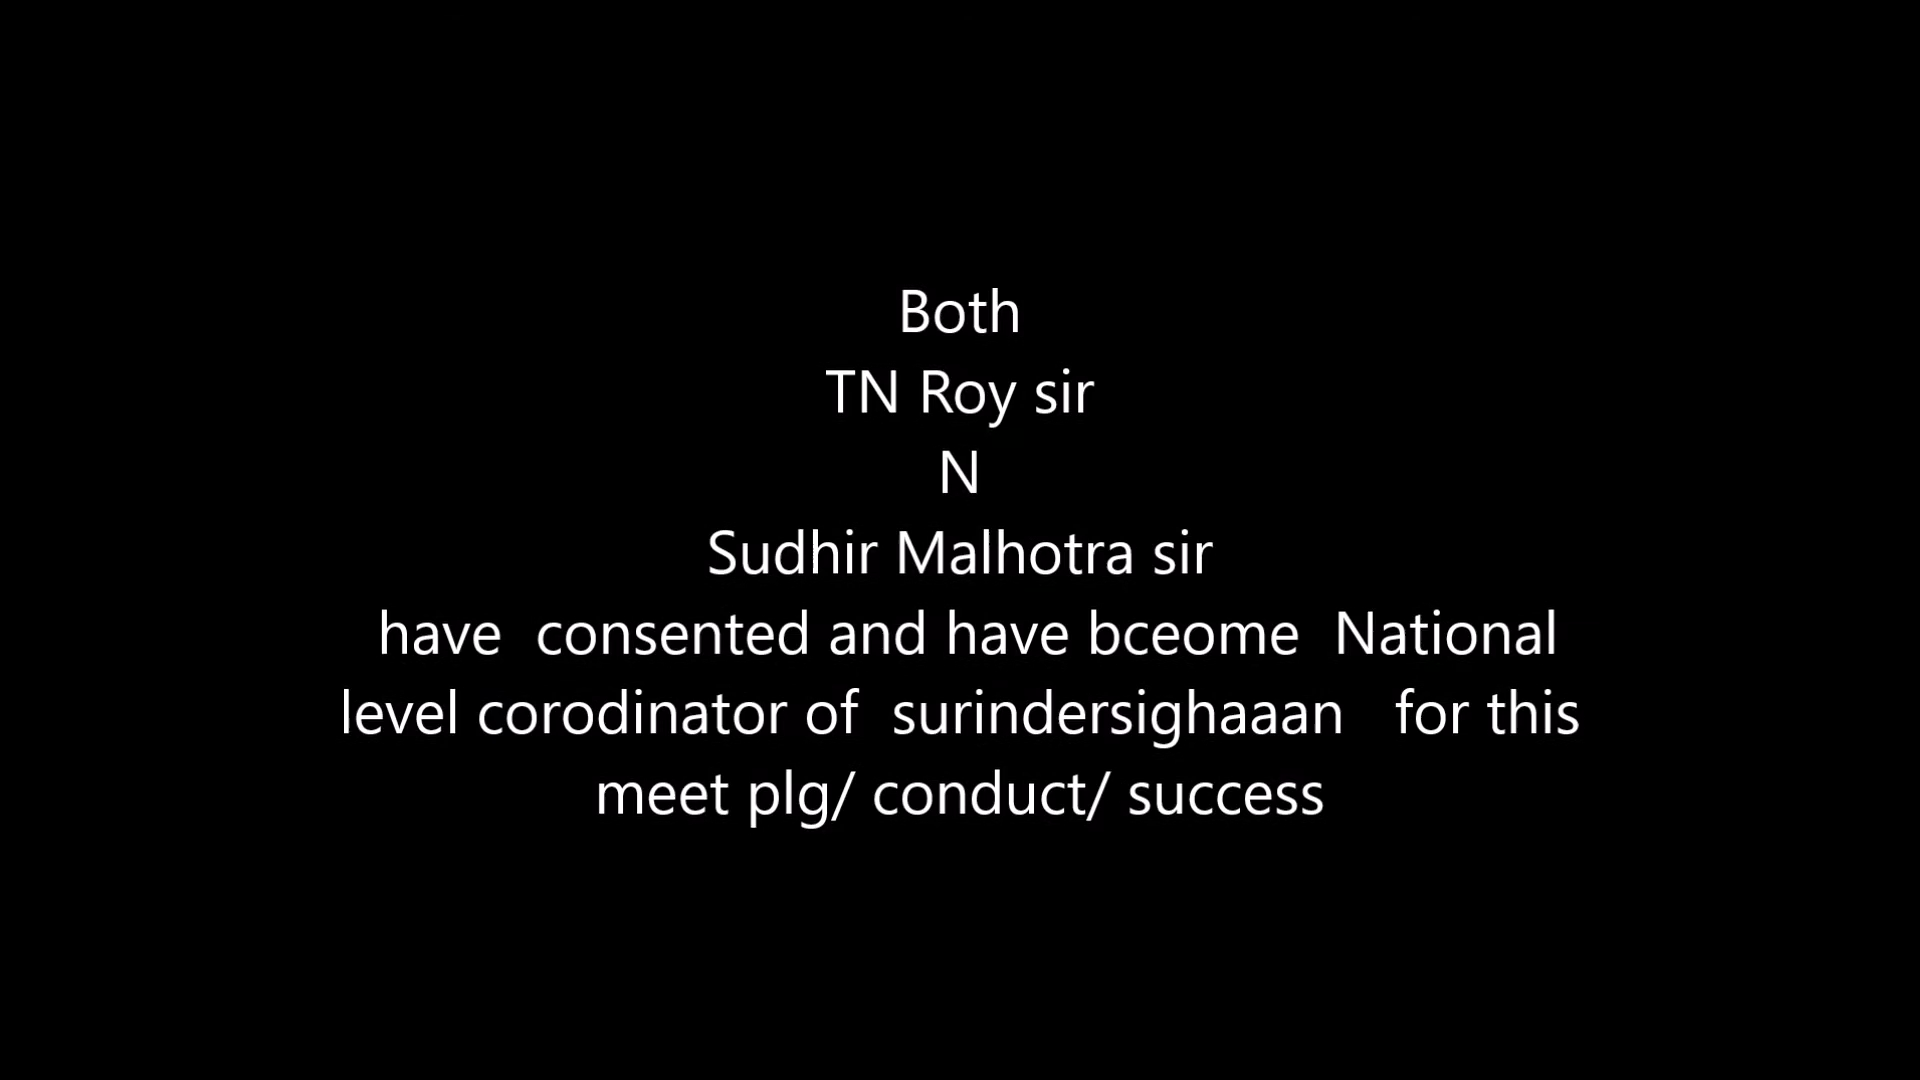 Both
TN Roy sir
N
Sudhir Malhotra sir
have  consented and have bceome  National
level corodinator of  surindersighaaan   for this
meet plg/ conduct/ success